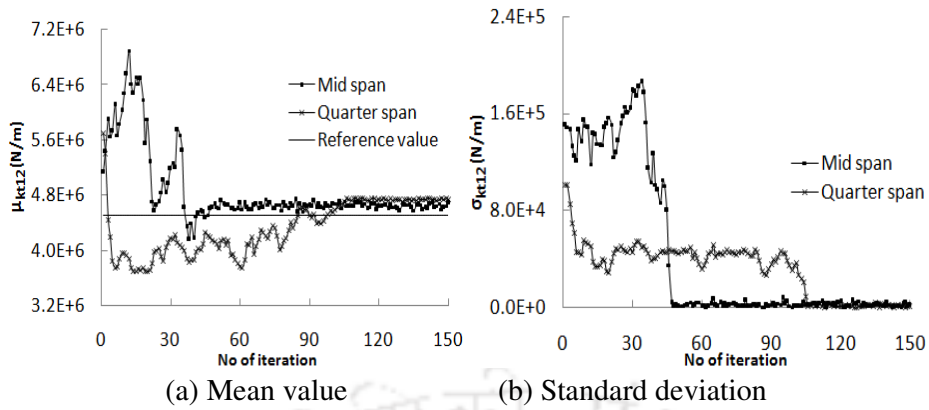 7.2E+6
6.4E+6
5.6E+6
4.8E+6
4.0E+6
3.2E+6
μkt12(N/m)
Mid span
Quarter span
Reference value
0 30 60 90 120 150
No of iteration
(a) Mean value
2.4E+5
1.6E+5
8.0E+4
0.0E+0
σkt12(N/m)
Mid span
Quarter span
0 30 60 90 120 150
No of iteration
(b) Standard deviation